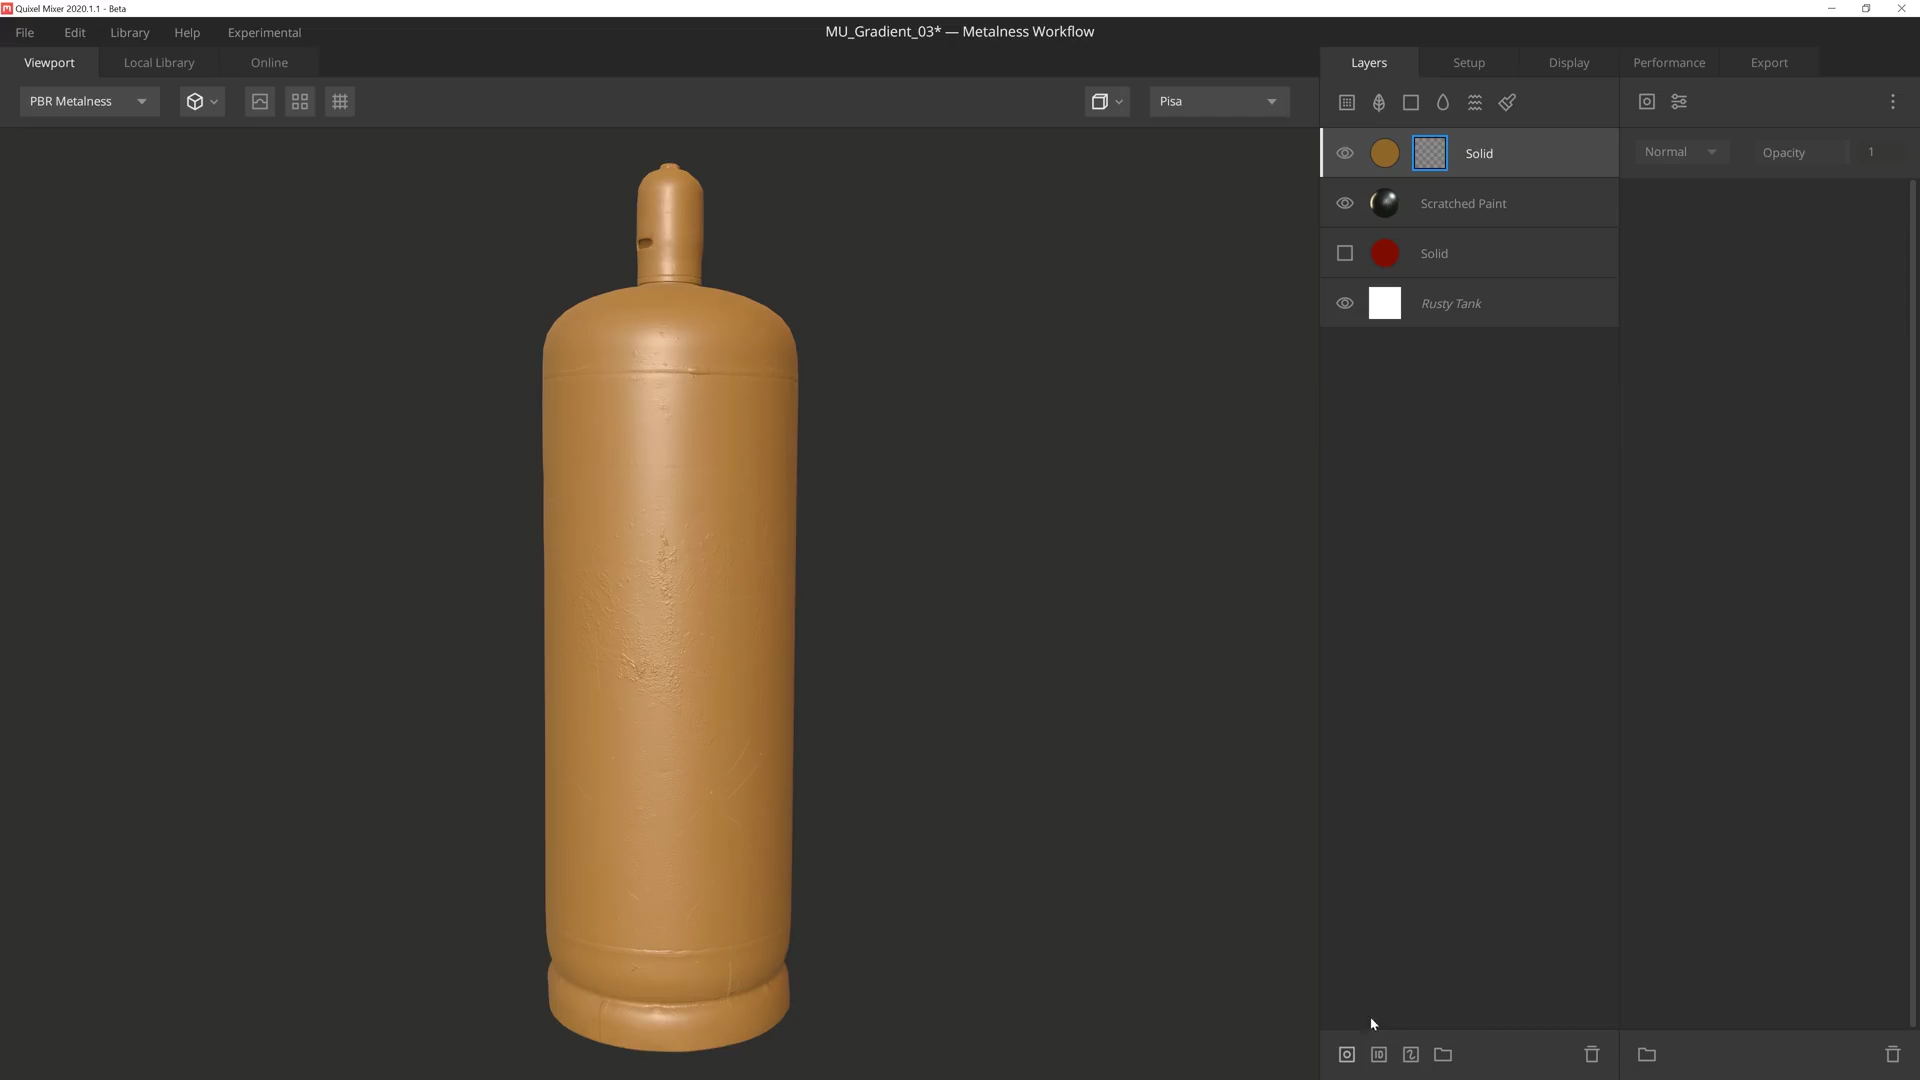 Quixel Mixer 2020.1.1 - Beta
File Edit Library Help Experimental
MU_Gradient_03* — Metalness Workflow
Viewport Local Library Online
Layers Setup Display Performance Export
PBR Metalness
Pisa
Solid
Normal
Opacity
1
Scratched Paint
Solid
Rusty Tank
ID